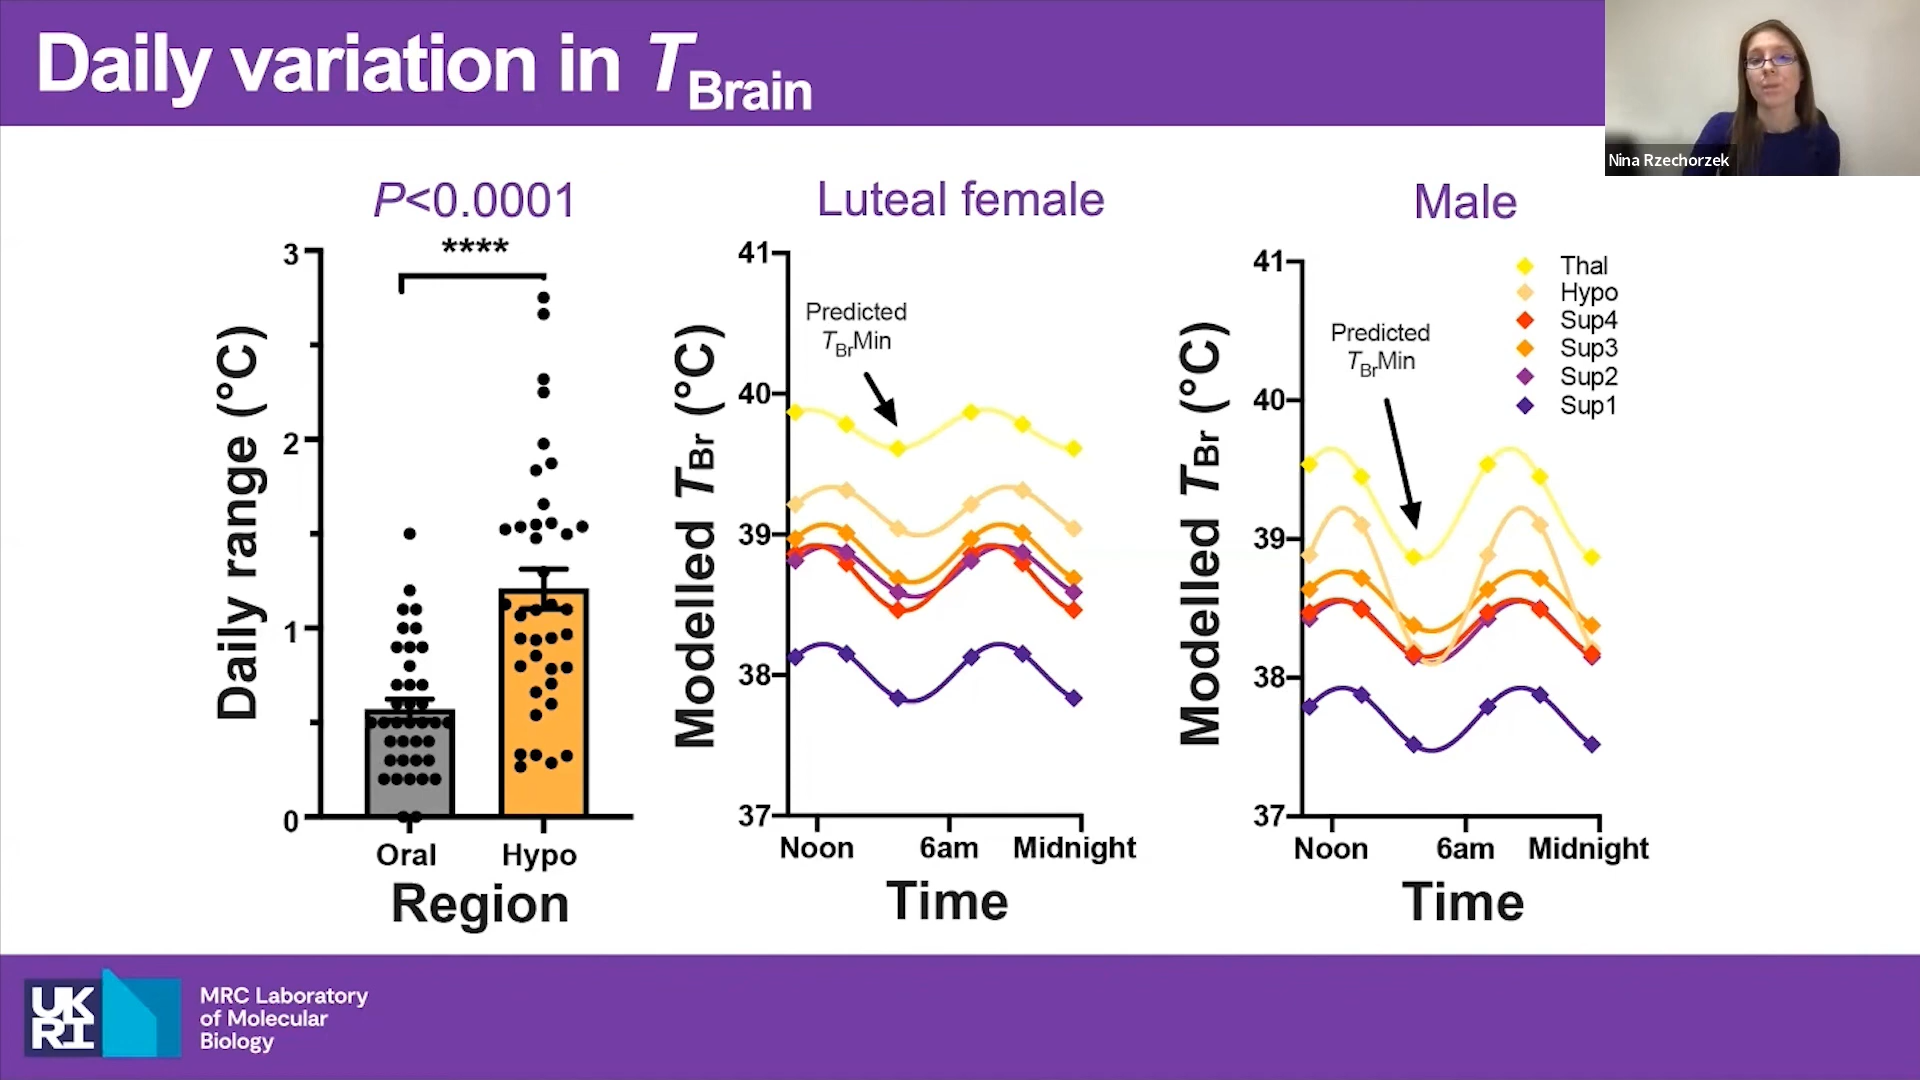 Daily variation in TBrain
Nina Rzechorzek
P<0.0001
****
3
2
1
0
Daily range (°C)
Oral
Hypo
Region
Luteal female
41
40
39
38
37
Modelled TBr (°C)
Predicted
TBrMin
Noon
6am
Midnight
Time
Male
41
40
39
38
37
Modelled TBr (°C)
Predicted
TBrMin
Thal
Hypo
Sup4
Sup3
Sup2
Sup1
Noon
6am
Midnight
Time
UK
RI
MRC Laboratory
of Molecular
Biology